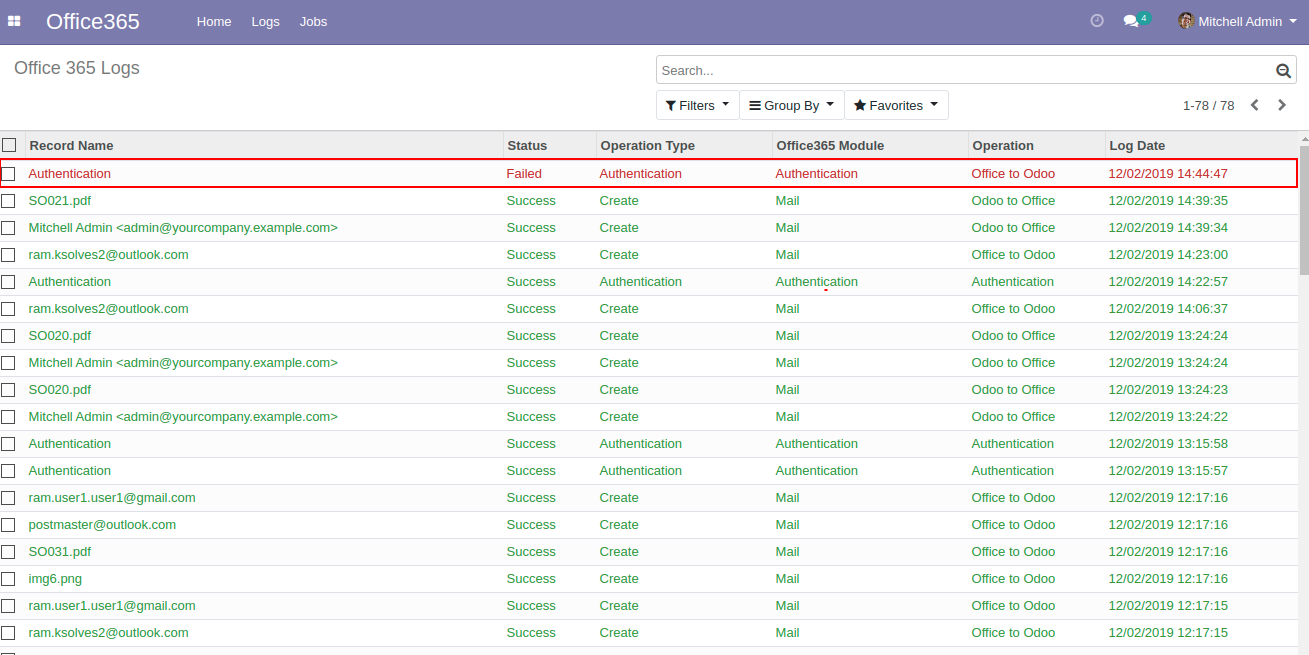 Office365 Home Logs Jobs 4 Mitchell Admin
Office 365 Logs
Search...
Filters Group By Favorites 1-78 / 78
Record Name Status Operation Type Office365 Module Operation Log Date
Authentication Failed Authentication Authentication Office to Odoo 12/02/2019 14:44:47
SO021.pdf Success Create Mail Odoo to Office 12/02/2019 14:39:35
Mitchell Admin <admin@yourcompany.example.com> Success Create Mail Odoo to Office 12/02/2019 14:39:34
ram.ksolves2@outlook.com Success Create Mail Office to Odoo 12/02/2019 14:23:00
Authentication Success Authentication Authentication Authentication 12/02/2019 14:22:57
ram.ksolves2@outlook.com Success Create Mail Office to Odoo 12/02/2019 14:06:37
SO020.pdf Success Create Mail Odoo to Office 12/02/2019 13:24:24
Mitchell Admin <admin@yourcompany.example.com> Success Create Mail Odoo to Office 12/02/2019 13:24:24
SO020.pdf Success Create Mail Odoo to Office 12/02/2019 13:24:23
Mitchell Admin <admin@yourcompany.example.com> Success Create Mail Odoo to Office 12/02/2019 13:24:22
Authentication Success Authentication Authentication Authentication 12/02/2019 13:15:58
Authentication Success Authentication Authentication Authentication 12/02/2019 13:15:57
ram.user1.user1@gmail.com Success Create Mail Office to Odoo 12/02/2019 12:17:16
postmaster@outlook.com Success Create Mail Office to Odoo 12/02/2019 12:17:16
SO031.pdf Success Create Mail Office to Odoo 12/02/2019 12:17:16
img6.png Success Create Mail Office to Odoo 12/02/2019 12:17:16
ram.user1.user1@gmail.com Success Create Mail Office to Odoo 12/02/2019 12:17:15
ram.ksolves2@outlook.com Success Create Mail Office to Odoo 12/02/2019 12:17:15